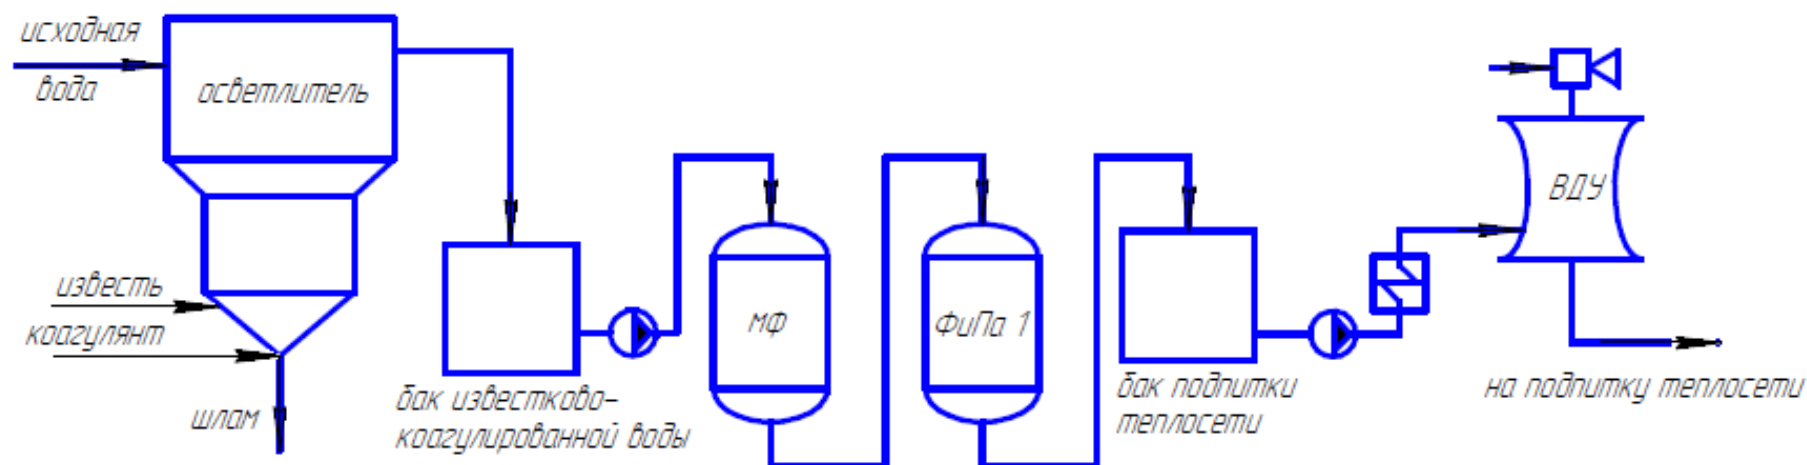 исходная
вода
осветлитель
известь
коагулянт
шлам
бак известково-
коагулированной воды
МФ
ФиПа 1
бак подпитки
теплосети
ВДУ
на подпитку теплосети